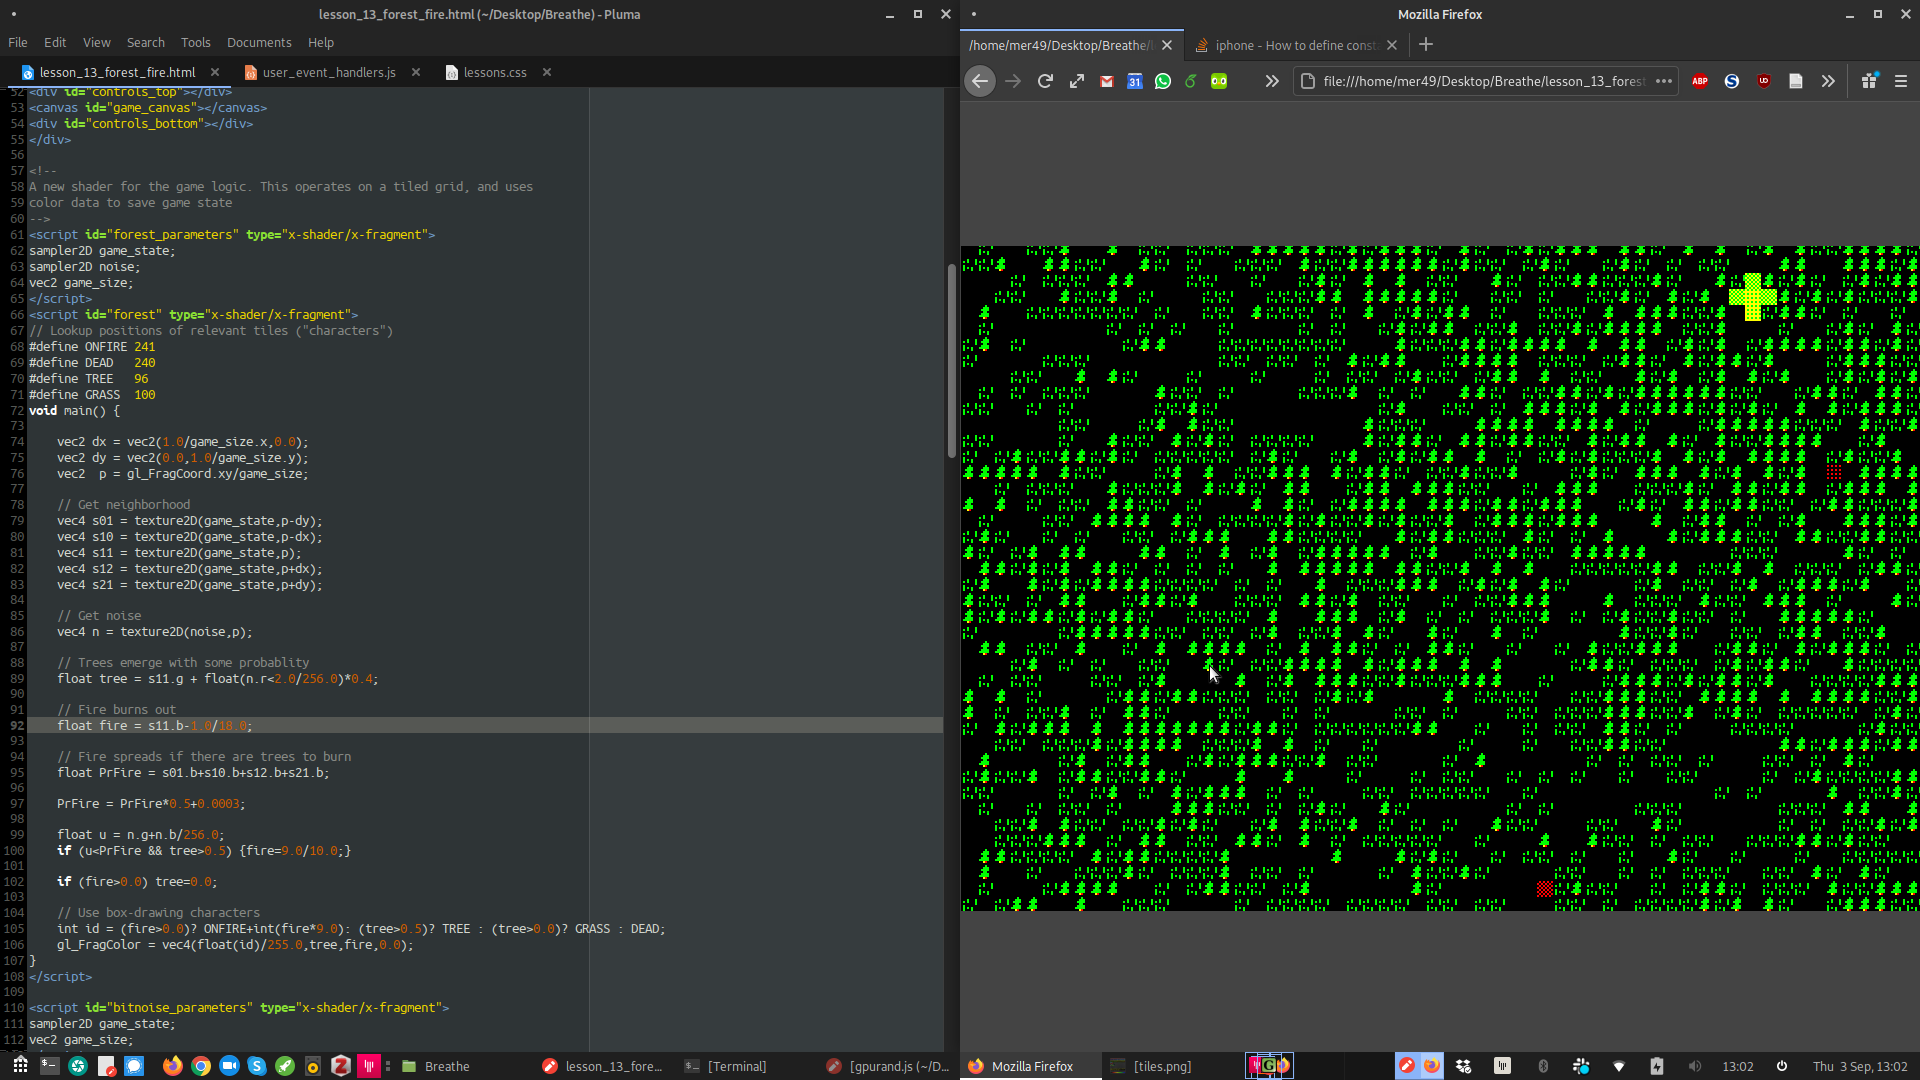 lesson_13_forest_fire.html (~/Desktop/Breathe) - Pluma
File Edit View Search Tools Documents Help
lesson_13_forest_fire.html user_event_handlers.js lessons.css
52 <div id="controls_top"></div>
53 <canvas id="game_canvas"></canvas>
54 <div id="controls_bottom"></div>
55 </div>
56
57 <!--
58 A new shader for the game logic. This operates on a tiled grid, and uses
59 color data to save game state
60 -->
61 <script id="forest_parameters" type="x-shader/x-fragment">
62 sampler2D game_state;
63 sampler2D noise;
64 vec2 game_size;
65 </script>
66 <script id="forest" type="x-shader/x-fragment">
67 // Lookup positions of relevant tiles ("characters")
68 #define ONFIRE 241
69 #define DEAD   240
70 #define TREE   96
71 #define GRASS  100
72 void main() {
73
74     vec2 dx = vec2(1.0/game_size.x,0.0);
75     vec2 dy = vec2(0.0,1.0/game_size.y);
76     vec2  p = gl_FragCoord.xy/game_size;
77
78     // Get neighborhood
79     vec4 s01 = texture2D(game_state,p-dy);
80     vec4 s10 = texture2D(game_state,p-dx);
81     vec4 s11 = texture2D(game_state,p);
82     vec4 s12 = texture2D(game_state,p+dx);
83     vec4 s21 = texture2D(game_state,p+dy);
84
85     // Get noise
86     vec4 n = texture2D(noise,p);
87
88     // Trees emerge with some probablity
89     float tree = s11.g + float(n.r<2.0/256.0)*0.4;
90
91     // Fire burns out
92     float fire = s11.b-1.0/18.0;
93
94     // Fire spreads if there are trees to burn
95     float PrFire = s01.b+s10.b+s12.b+s21.b;
96
97     PrFire = PrFire*0.5+0.0003;
98
99     float u = n.g+n.b/256.0;
100     if (u<PrFire && tree>0.5) {fire=9.0/10.0;}
101
102     if (fire>0.0) tree=0.0;
103
104     // Use box-drawing characters
105     int id = (fire>0.0)? ONFIRE+int(fire*9.0): (tree>0.5)? TREE : (tree>0.0)? GRASS : DEAD;
106     gl_FragColor = vec4(float(id)/255.0,tree,fire,0.0);
107 }
108 </script>
109
110 <script id="bitnoise_parameters" type="x-shader/x-fragment">
111 sampler2D game_state;
112 vec2 game_size;
Mozilla Firefox
/home/mer49/Desktop/Breathe/l iphone - How to define const
31 file:///home/mer49/Desktop/Breathe/lesson_13_forest ABP
Breathe lesson_13_fore... [Terminal] [gpurand.js (~/D... Mozilla Firefox [tiles.png] 13:02 Thu 3 Sep, 13:02